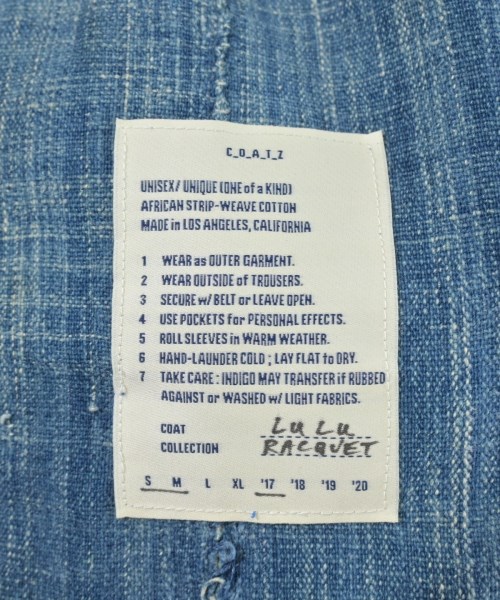 C_O_A_T_Z
UNISEX/ UNIQUE (ONE of a KIND)
AFRICAN STRIP-WEAVE COTTON
MADE in LOS ANGELES, CALIFORNIA
1 WEAR as OUTER GARMENT.
2 WEAR OUTSIDE of TROUSERS.
3 SECURE w/ BELT or LEAVE OPEN.
4 USE POCKETS for PERSONAL EFFECTS.
5 ROLL SLEEVES in WARM WEATHER.
6 HAND-LAUNDER COLD ; LAY FLAT to DRY.
7 TAKE CARE : INDIGO MAY TRANSFER if RUBBED
AGAINST or WASHED w/ LIGHT FABRICS.
COAT LULU
COLLECTION RACQUET
S M L XL '17 '18 '19 '20